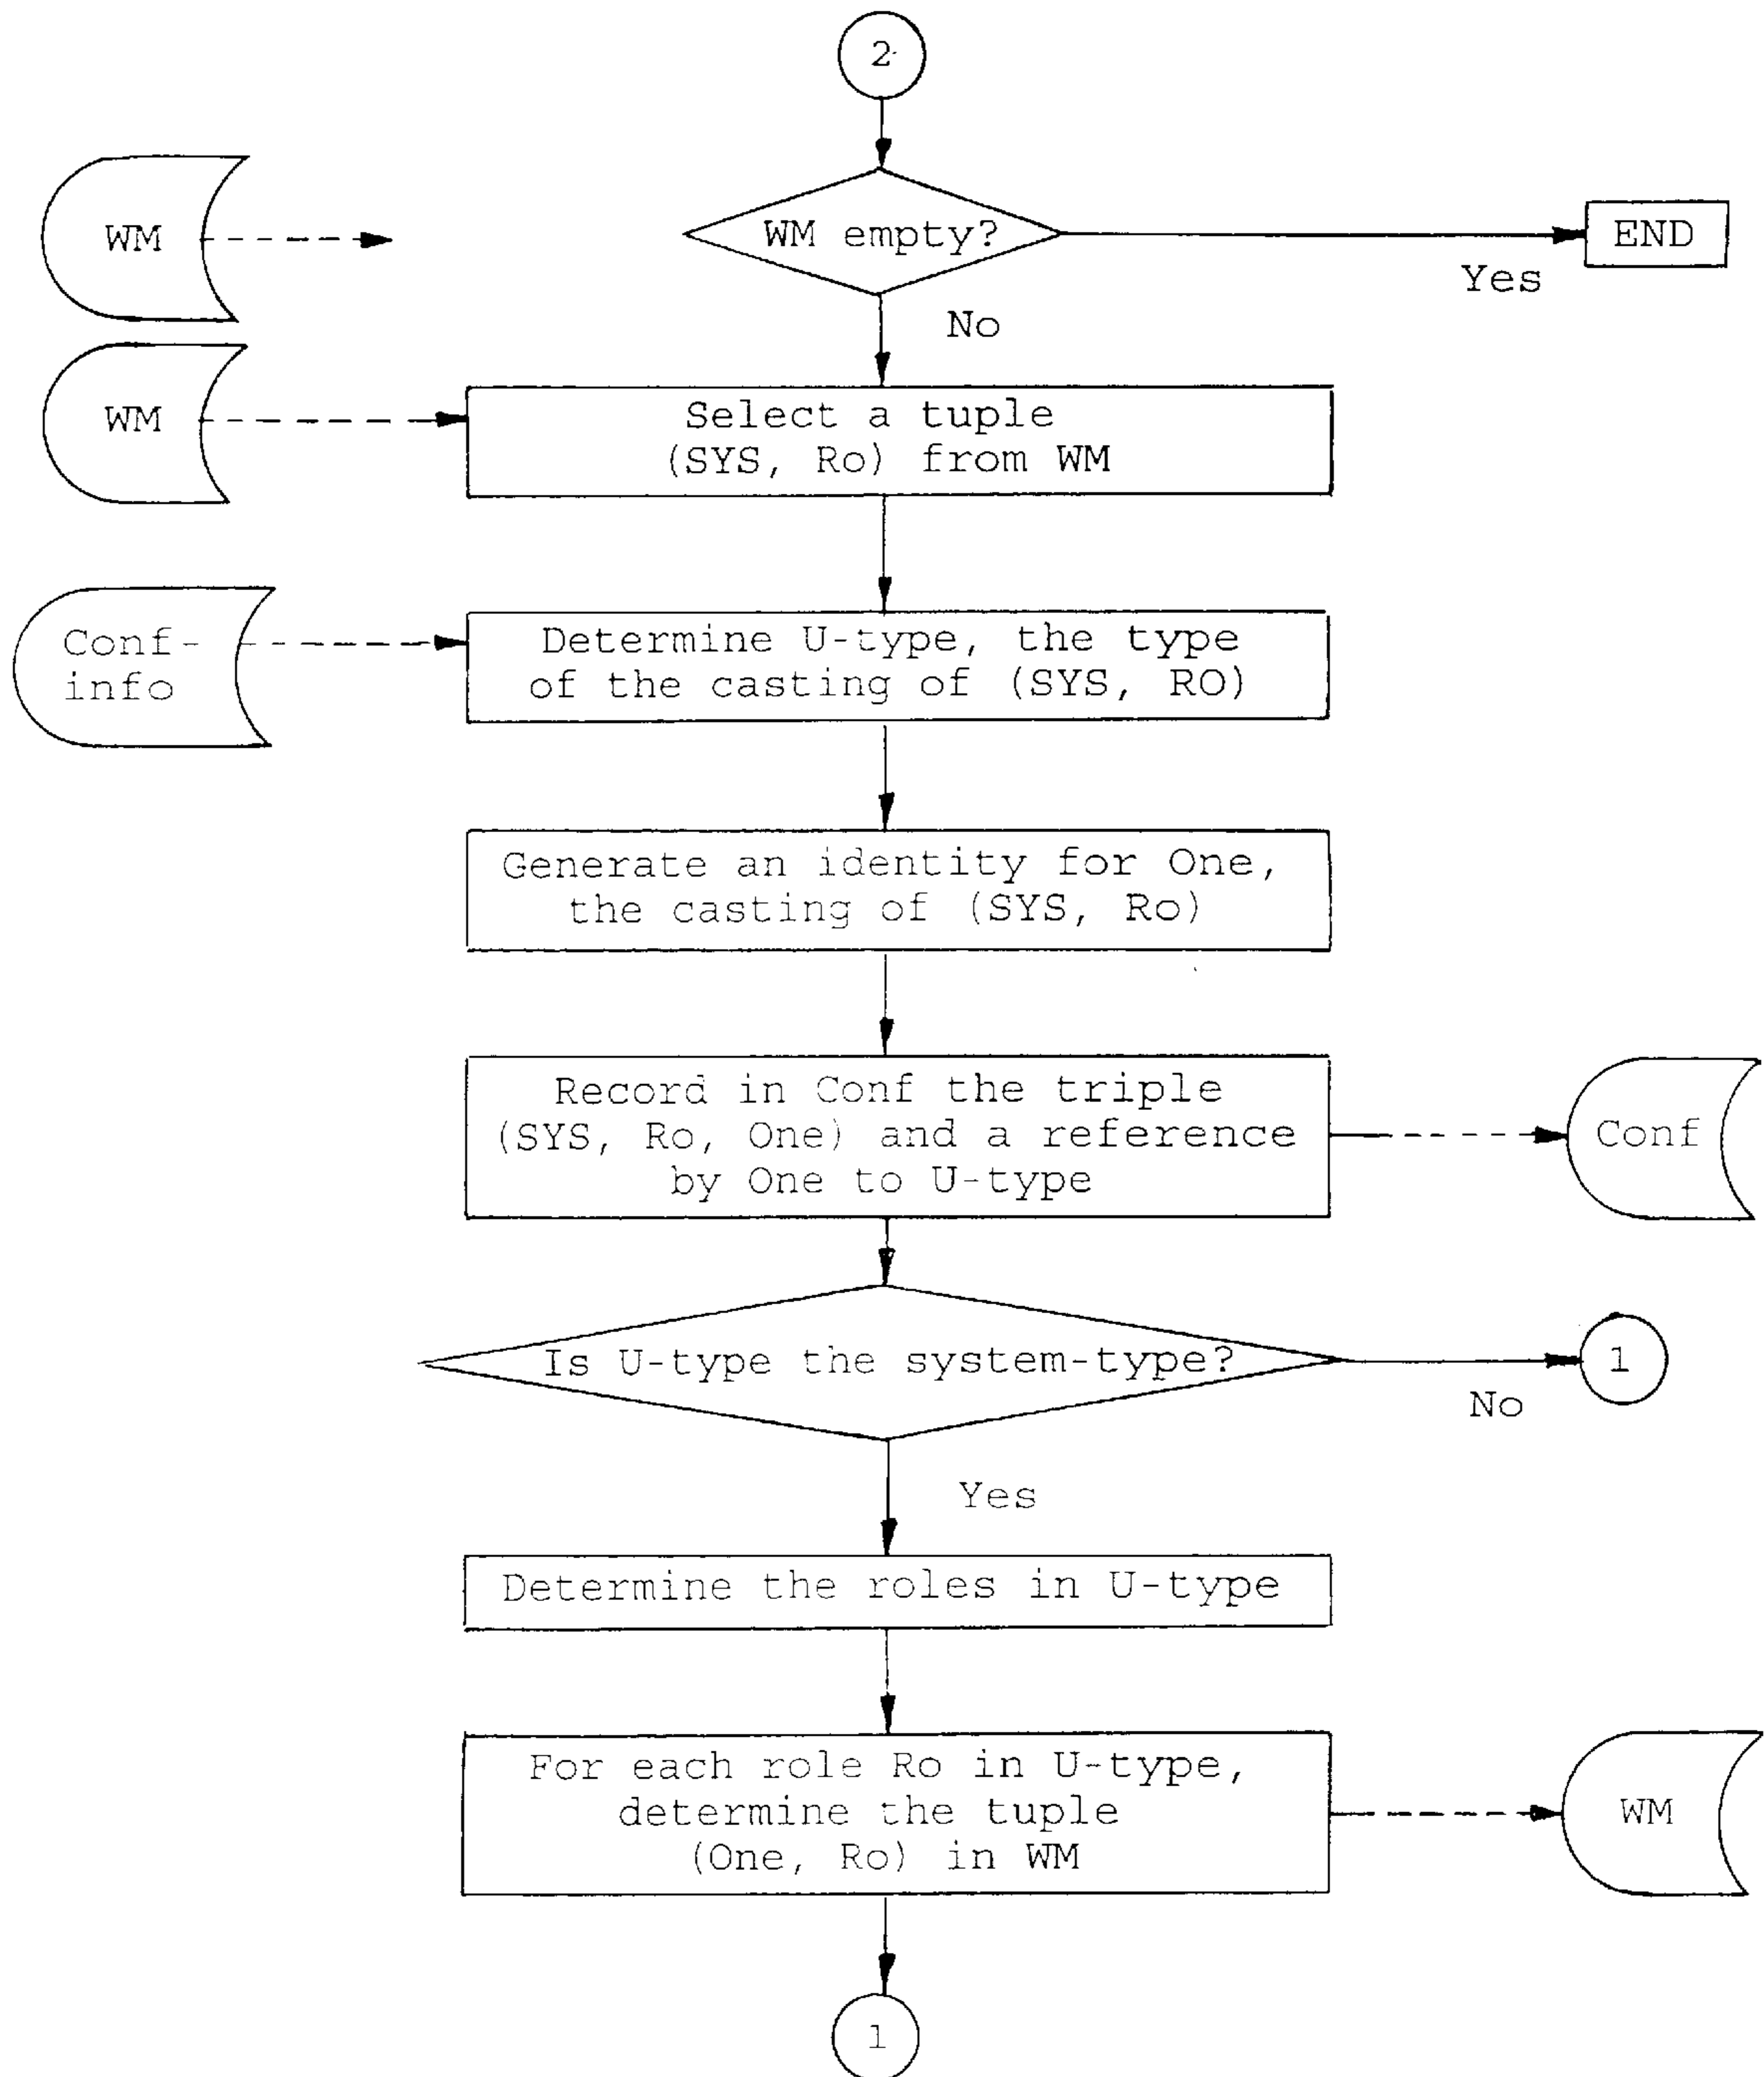 2
WM
WM empty?
END
Yes
No
WM
Select a tuple
(SYS, Ro) from WM
Conf-
info
Determine U-type, the type
of the casting of (SYS, RO)
Generate an identity for One,
the casting of (SYS, Ro)
Record in Conf the triple
(SYS, Ro, One) and a reference
by One to U-type
Conf
Is U-type the system-type?
1
No
Yes
Determine the roles in U-type
For each role Ro in U-type,
determine the tuple
(One, Ro) in WM
WM
1